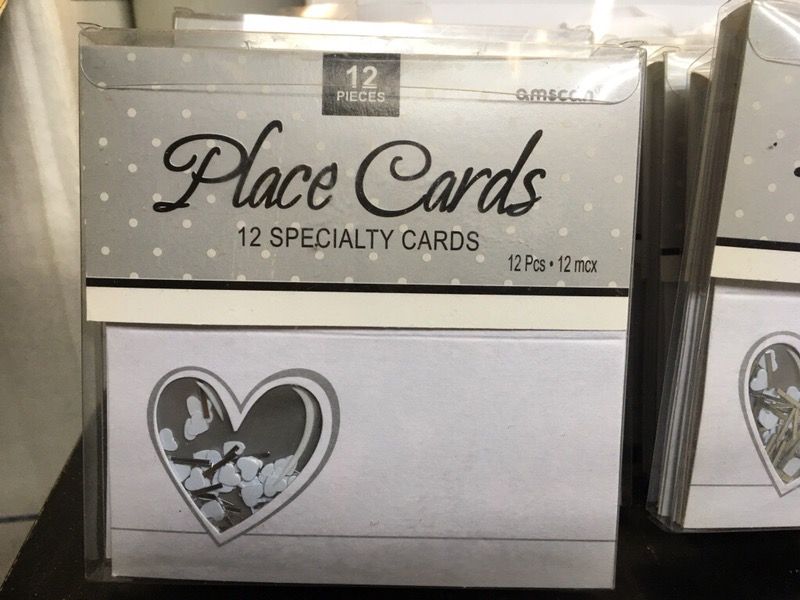 12
PIECES
amscan
Place Cards
12 SPECIALTY CARDS
12 Pcs • 12 mcx